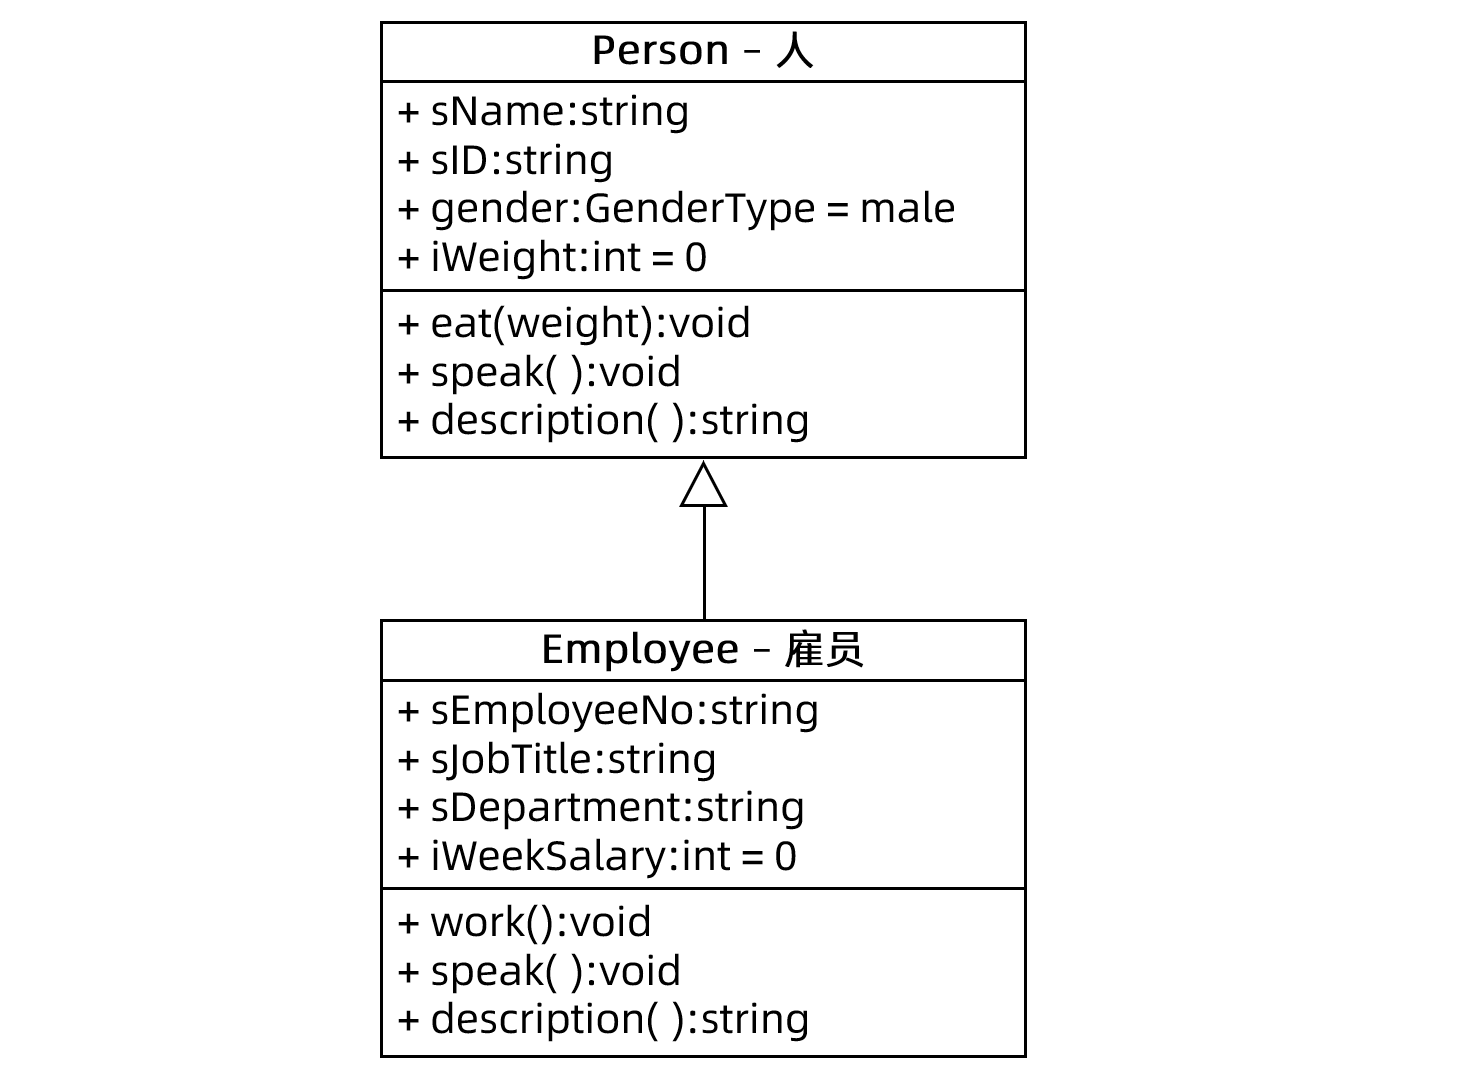 Person – 人
+ sName:string
+ sID:string
+ gender:GenderType = male
+ iWeight:int = 0
+ eat(weight):void
+ speak( ):void
+ description( ):string
Employee – 雇员
+ sEmployeeNo:string
+ sJobTitle:string
+ sDepartment:string
+ iWeekSalary:int = 0
+ work():void
+ speak( ):void
+ description( ):string